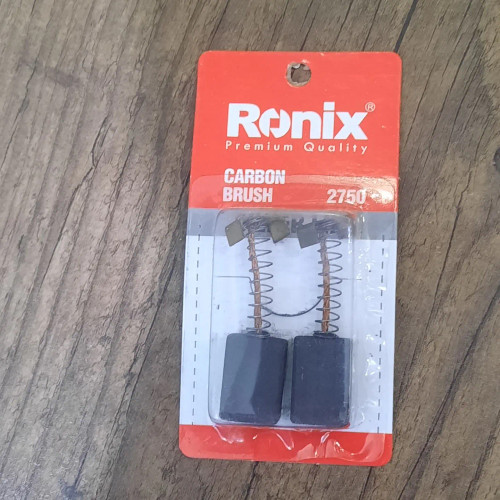 Ronix®
Premium Quality
CARBON
BRUSH 2750